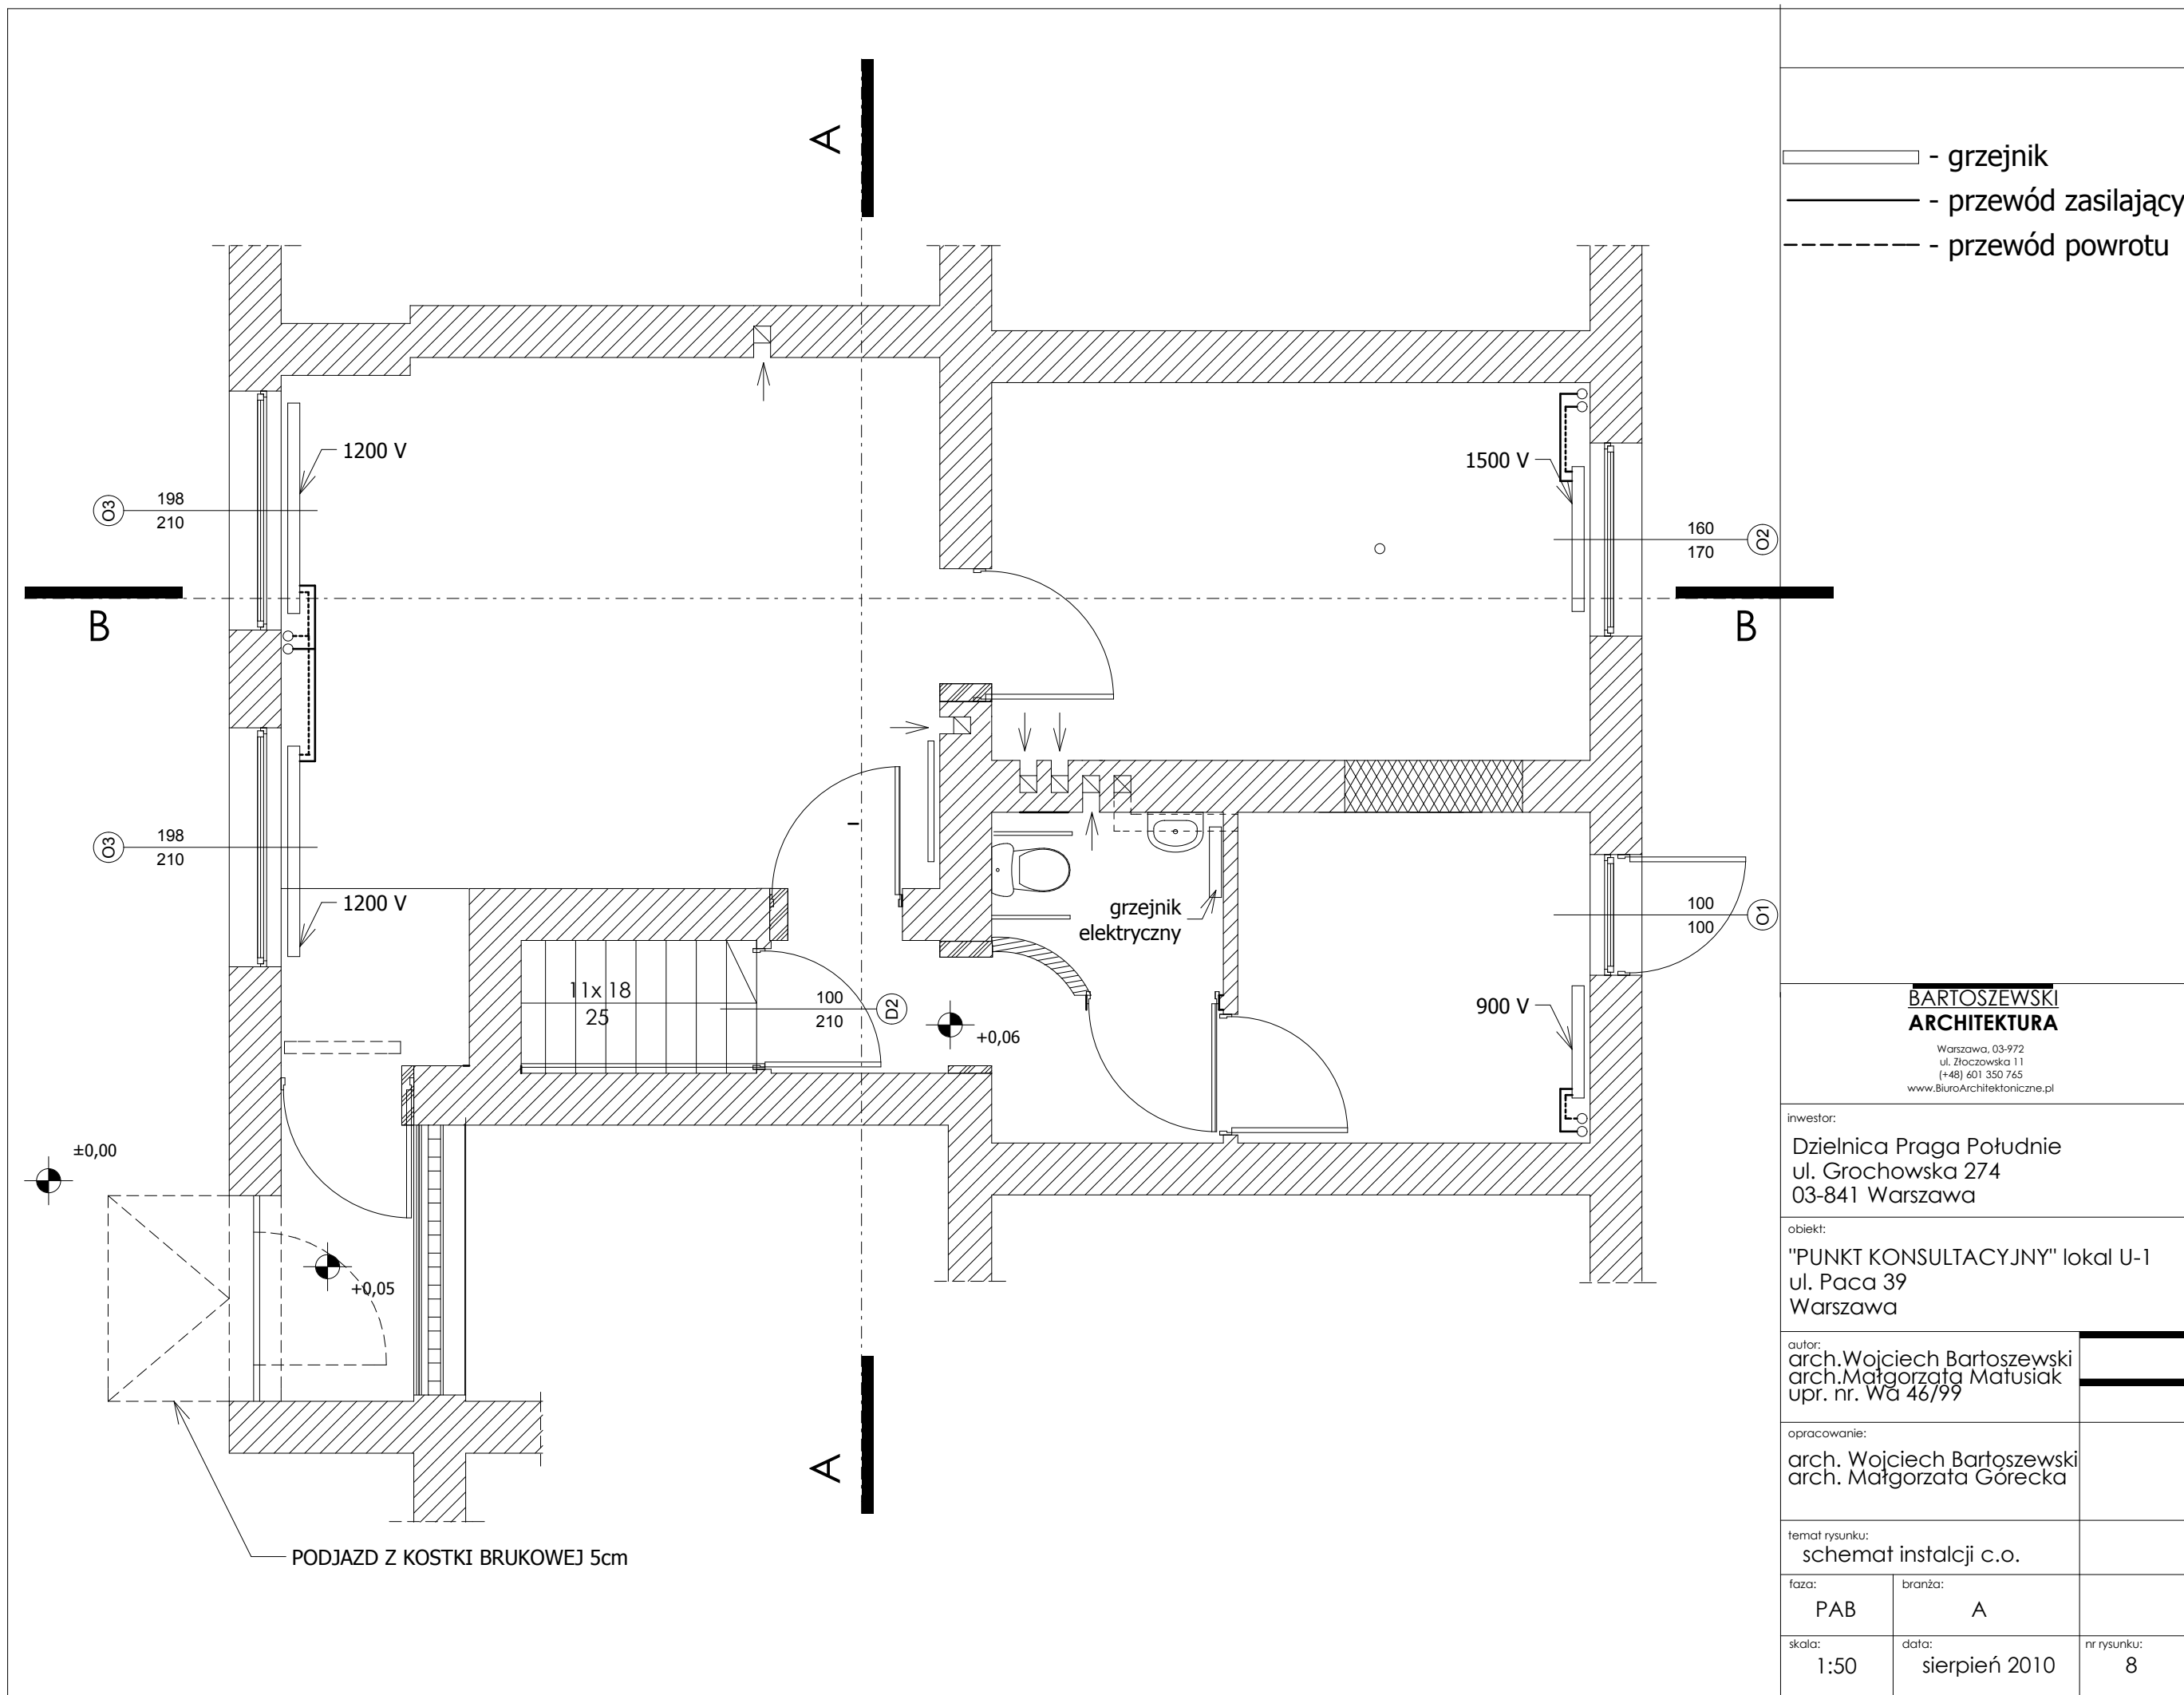 A
- grzejnik
- przewód zasilający
- przewód powrotu
1200 V
1500 V
O3
198
210
160
170
O2
B
B
O3
198
210
1200 V
grzejnik
elektryczny
100
100
O1
11x 18
25
100
210
D2
+0,06
900 V
±0,00
+0,05
A
PODJAZD Z KOSTKI BRUKOWEJ 5cm
BARTOSZEWSKI
ARCHITEKTURA
Warszawa, 03-972
ul. Złoczowska 11
(+48) 601 350 765
www.BiuroArchitektoniczne.pl
inwestor:
Dzielnica Praga Południe
ul. Grochowska 274
03-841 Warszawa
obiekt:
"PUNKT KONSULTACYJNY" lokal U-1
ul. Paca 39
Warszawa
autor:
arch.Wojciech Bartoszewski
arch.Małgorzata Matusiak
upr. nr. Wa 46/99
opracowanie:
arch. Wojciech Bartoszewski
arch. Małgorzata Górecka
temat rysunku:
schemat instalcji c.o.
faza:
PAB
branża:
A
skala:
1:50
data:
sierpień 2010
nr rysunku:
8